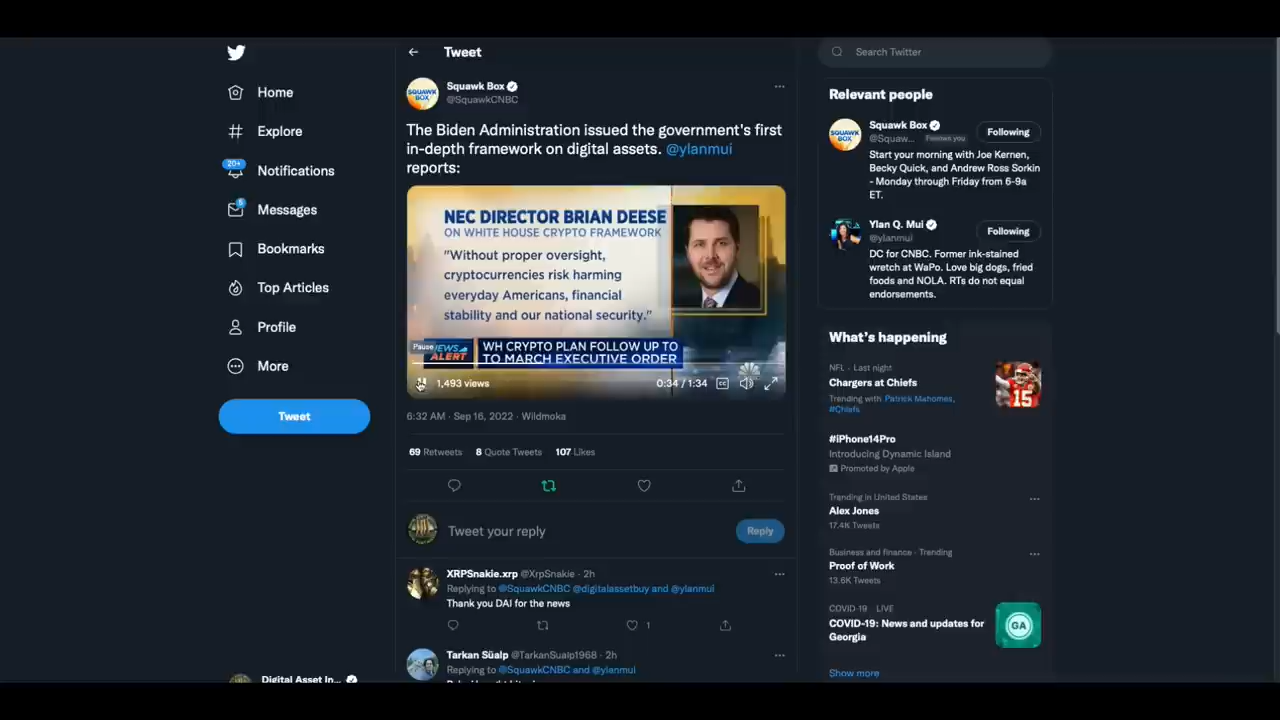 Home
Explore
20+
Notifications
5
Messages
Bookmarks
Top Articles
Profile
More
Tweet
Digital Asset In...
Tweet
Squawk Box
@SquawkCNBC
The Biden Administration issued the government's first
in-depth framework on digital assets. @ylanmui
reports:
NEC DIRECTOR BRIAN DEESE
ON WHITE HOUSE CRYPTO FRAMEWORK
"Without proper oversight,
cryptocurrencies risk harming
everyday Americans, financial
stability and our national security."
Pause
NEWS
ALERT
WH CRYPTO PLAN FOLLOW UP TO
TO MARCH EXECUTIVE ORDER
1,493 views
0:34 / 1:34
CC
6:32 AM · Sep 16, 2022 · Wildmoka
69 Retweets 8 Quote Tweets 107 Likes
Tweet your reply
Reply
XRPSnakie.xrp @XrpSnakie · 2h
Replying to @SquawkCNBC @digitalassetbuy and @ylanmui
Thank you DAI for the news
1
Tarkan Süalp @TarkanSualp1968 · 2h
Replying to @SquawkCNBC and @ylanmui
Search Twitter
Relevant people
SQUAWK
BOX
Squawk Box
@Squaw... Follows you
Following
Start your morning with Joe Kernen,
Becky Quick, and Andrew Ross Sorkin
- Monday through Friday from 6-9a
ET.
Ylan Q. Mui
@ylanmui
Following
DC for CNBC. Former ink-stained
wretch at WaPo. Love big dogs, fried
foods and NOLA. RTs do not equal
endorsements.
What's happening
NFL · Last night
Chargers at Chiefs
Trending with Patrick Mahomes,
#Chiefs
#iPhone14Pro
Introducing Dynamic Island
Promoted by Apple
Trending in United States
Alex Jones
17.4K Tweets
Business and finance · Trending
Proof of Work
13.6K Tweets
COVID-19 · LIVE
COVID-19: News and updates for
Georgia
GA
Show more